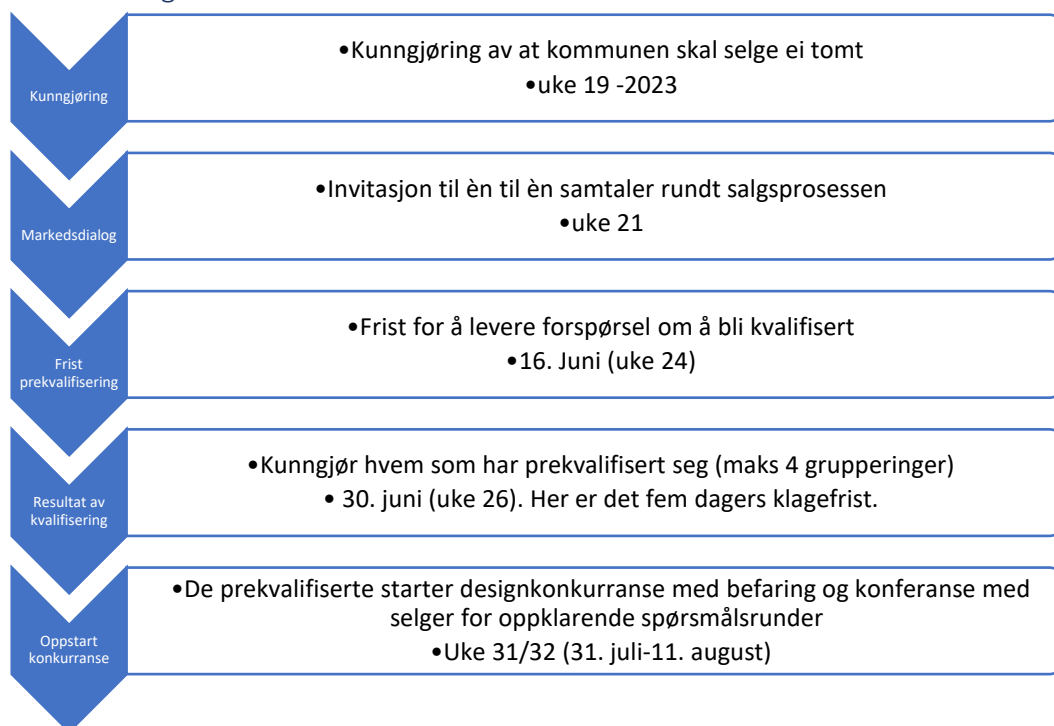 Kunngjøring
•Kunngjøring av at kommunen skal selge ei tomt
•uke 19 -2023
Markedsdialog
•Invitasjon til èn til èn samtaler rundt salgsprosessen
•uke 21
Frist
prekvalifisering
•Frist for å levere forspørsel om å bli kvalifisert
•16. Juni (uke 24)
Resultat av
kvalifisering
•Kunngjør hvem som har prekvalifisert seg (maks 4 grupperinger)
• 30. juni (uke 26). Her er det fem dagers klagefrist.
Oppstart
konkurranse
•De prekvalifiserte starter designkonkurranse med befaring og konferanse med
selger for oppklarende spørsmålsrunder
•Uke 31/32 (31. juli-11. august)